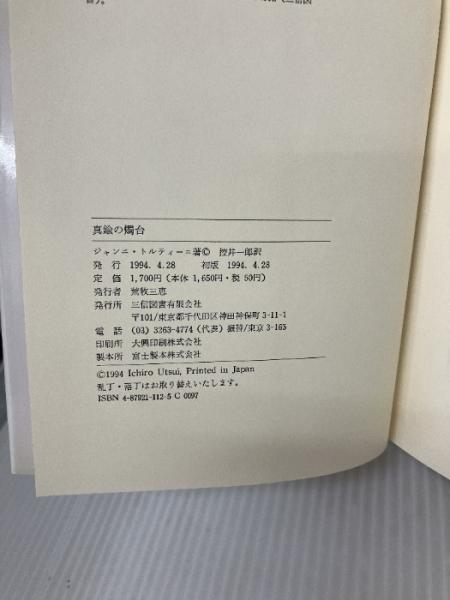 真鍮の燭台
ジャンニ・トルティーニ著© 控井一郎訳
発 行 1994. 4.28 初版 1994. 4.28
定 価 1,700円(本体 1,650円・税 50円)
発行者 荒牧三恵
発行所 三信図書有限会社
〒101/東京都千代田区神田神保町3-11-1
電 話 (03) 3263-4774 (代表) 振替/東京 3-165
印刷所 大興印刷株式会社
製本所 富士製本株式会社
©1994 Ichiro Utsui, Printed in Japan
乱丁・落丁はお取り替えいたします。
ISBN 4-87921-112-5 C 0097